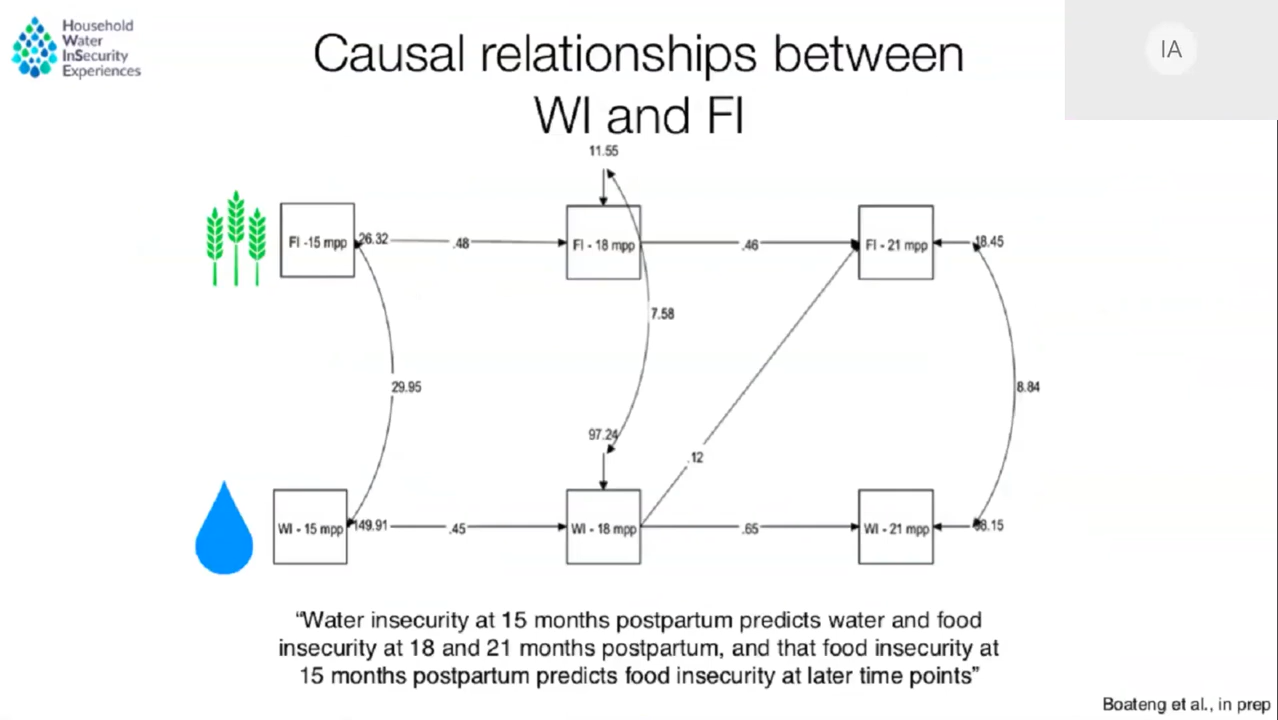 Household
Water
InSecurity
Experiences
IA
Causal relationships between
WI and FI
11.55
FI -15 mpp
26.32
.48
FI - 18 mpp
.46
FI - 21 mpp
18.45
7.58
29.95
8.84
97.24
.12
WI - 15 mpp
149.91
.45
WI - 18 mpp
.65
WI - 21 mpp
“Water insecurity at 15 months postpartum predicts water and food
insecurity at 18 and 21 months postpartum, and that food insecurity at
15 months postpartum predicts food insecurity at later time points”
Boateng et al., in prep